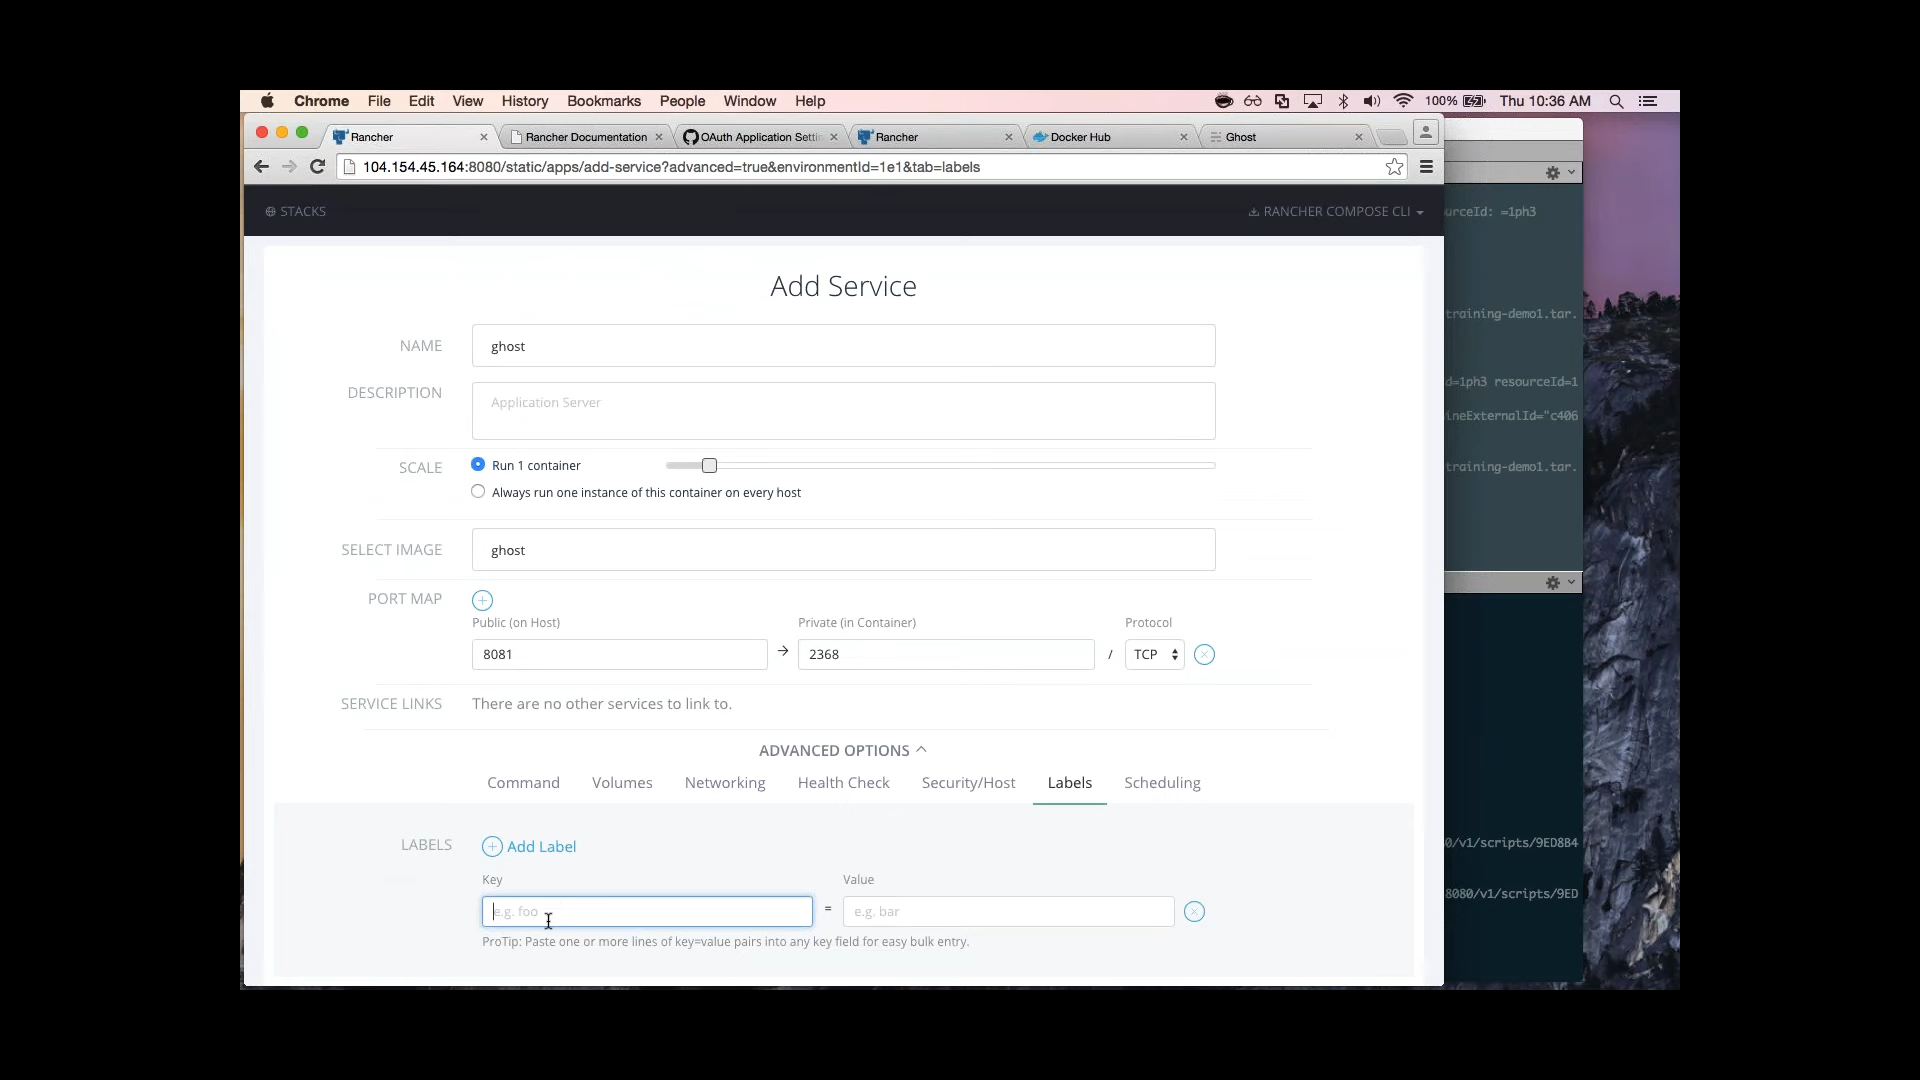 Chrome File Edit View History Bookmarks People Window Help 100% Thu 10:36 AM
Rancher Rancher Documentation OAuth Application Settin Rancher Docker Hub Ghost
104.154.45.164:8080/static/apps/add-service?advanced=true&environmentId=1e1&tab=labels
STACKS RANCHER COMPOSE CLI
urceId: =1ph3
Add Service
training-demo1.tar.
NAME ghost
d=1ph3 resourceId=1
DESCRIPTION Application Server
ineExternalId="c406
SCALE Run 1 container
training-demo1.tar.
Always run one instance of this container on every host
SELECT IMAGE ghost
PORT MAP
Public (on Host) Private (in Container) Protocol
8081 → 2368 / TCP
SERVICE LINKS There are no other services to link to.
ADVANCED OPTIONS
Command Volumes Networking Health Check Security/Host Labels Scheduling
LABELS Add Label
0/v1/scripts/9ED8B4
Key Value
8080/v1/scripts/9ED
e.g. foo = e.g. bar
ProTip: Paste one or more lines of key=value pairs into any key field for easy bulk entry.